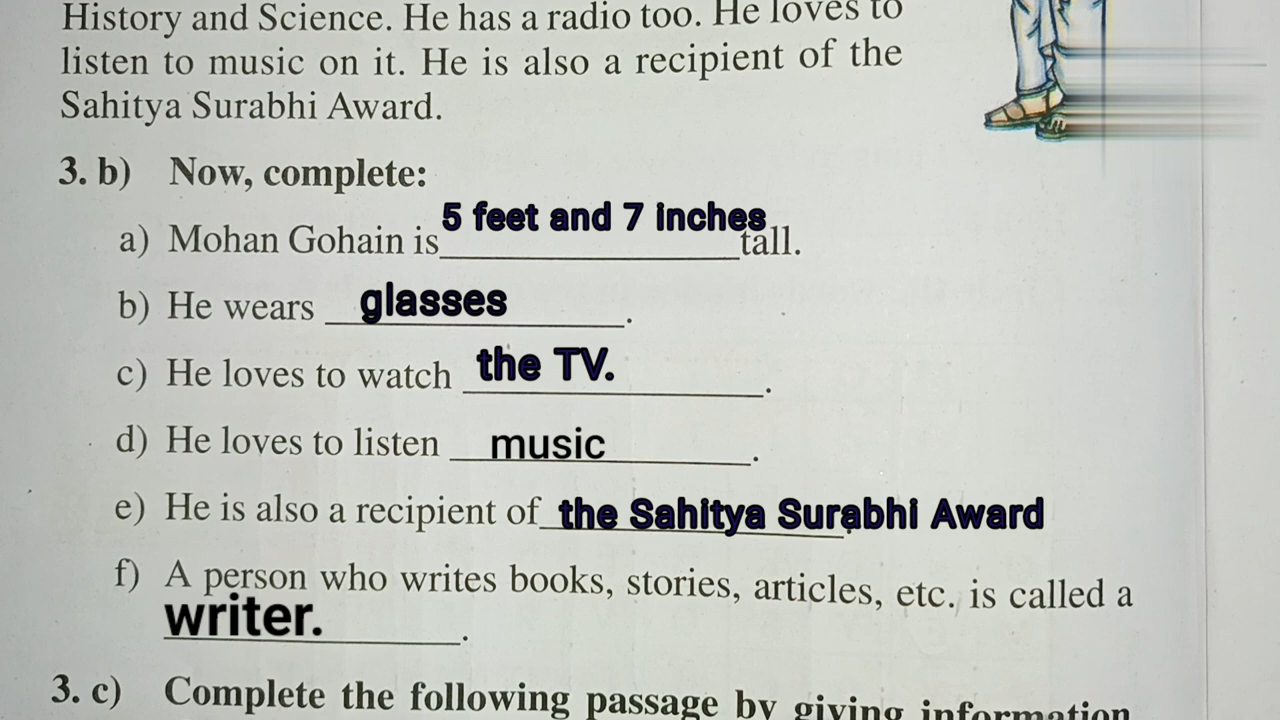 History and Science. He has a radio too. He loves to
listen to music on it. He is also a recipient of the
Sahitya Surabhi Award.
3. b) Now, complete:
a) Mohan Gohain is 5 feet and 7 inches tall.
b) He wears glasses.
c) He loves to watch the TV. .
d) He loves to listen music.
e) He is also a recipient of the Sahitya Surabhi Award.
f) A person who writes books, stories, articles, etc. is called a
writer. .
3. c) Complete the following passage by giving information